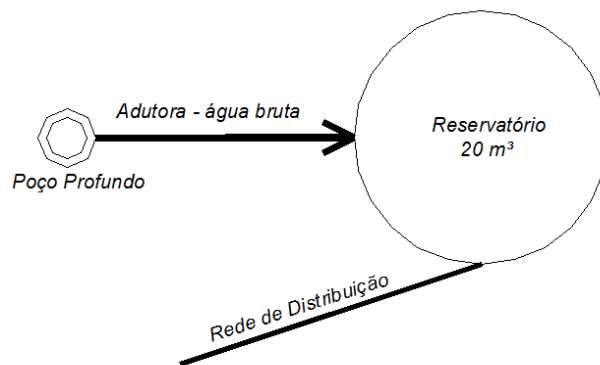 Adutora - água bruta
Reservatório
20 m³
Poço Profundo
Rede de Distribuição